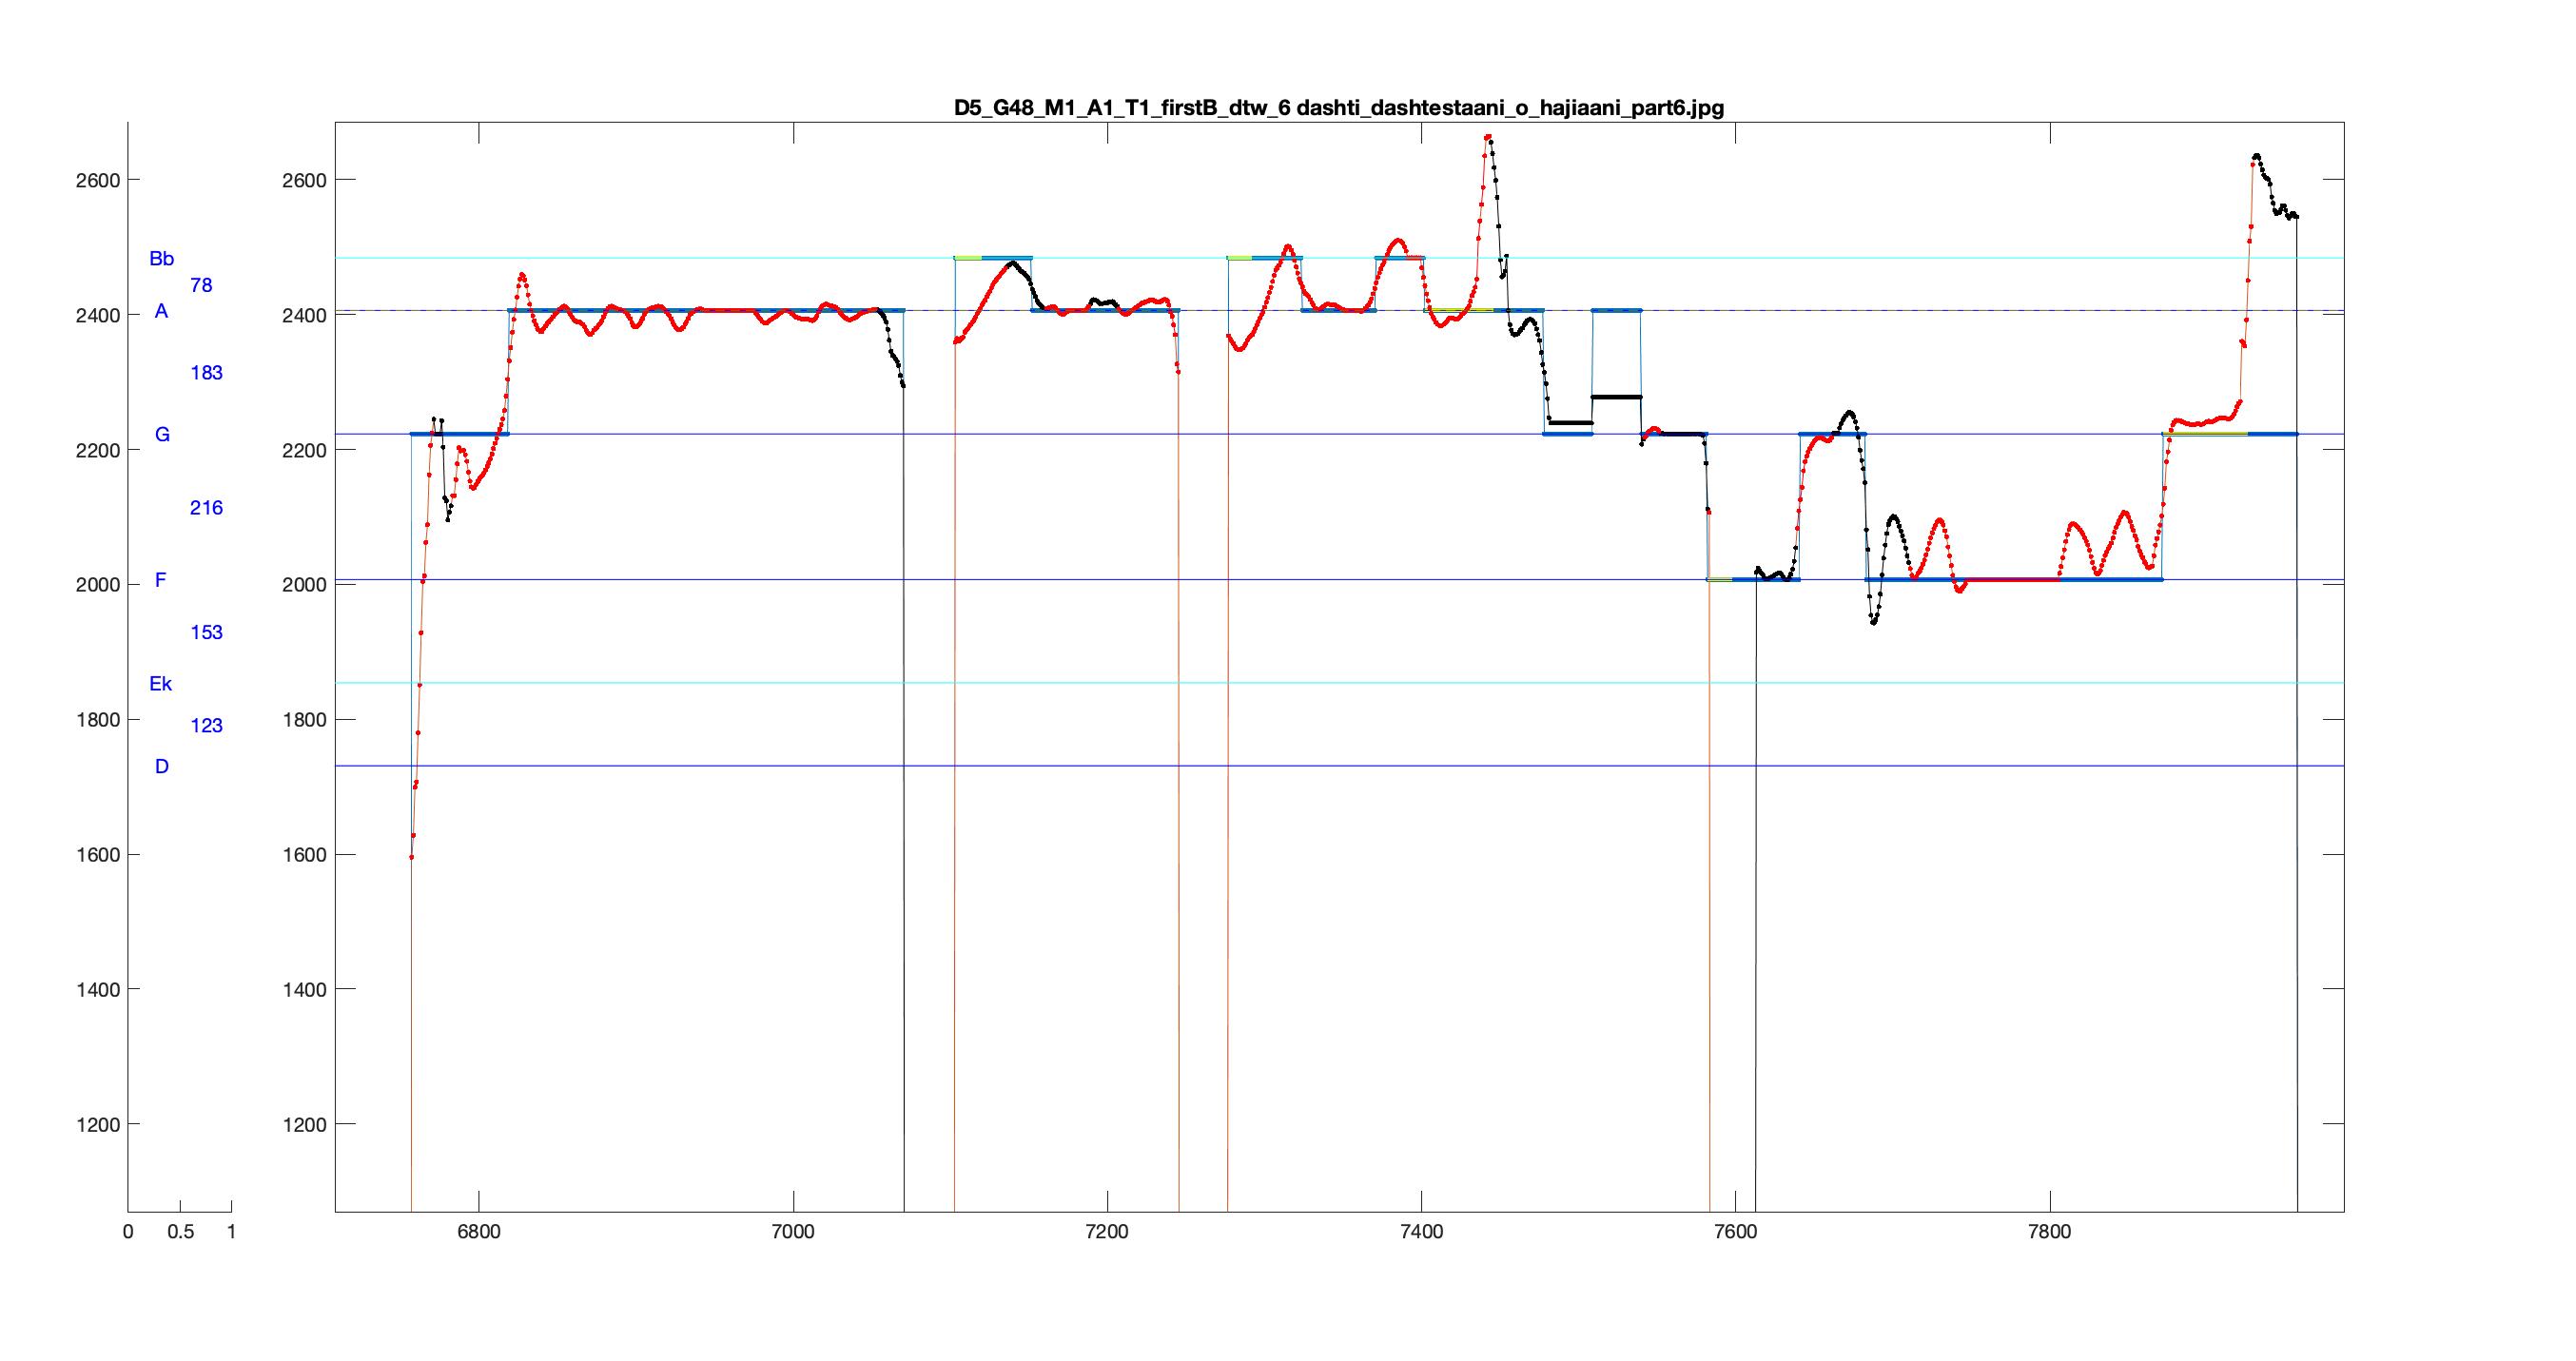 D5_G48_M1_A1_T1_firstB_dtw_6 dashti_dashtestaani_o_hajiaani_part6.jpg
2600 2600
Bb
78
2400 A 2400
183
G
2200 2200
216
2000 F 2000
153
Ek
1800 123 1800
D
1600 1600
1400 1400
1200 1200
0 0.5 1 6800 7000 7200 7400 7600 7800